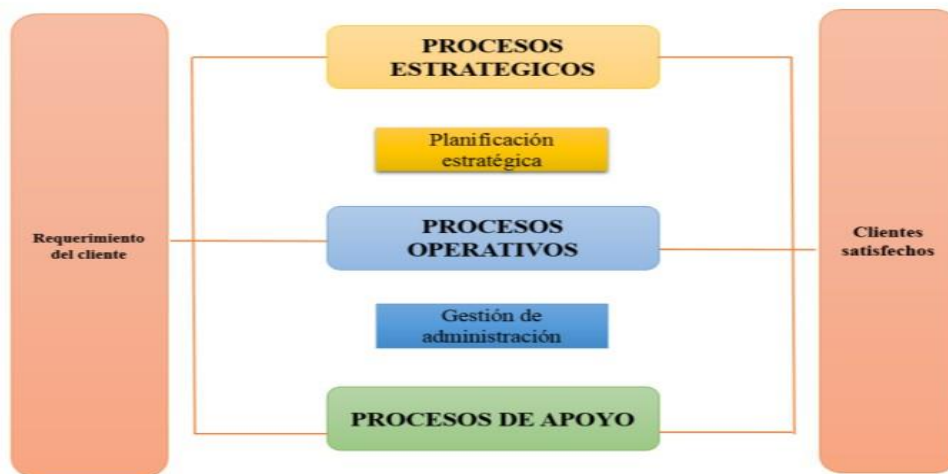 PROCESOS
ESTRATEGICOS
Planificación
estratégica
Requerimiento
del cliente
PROCESOS
OPERATIVOS
Clientes
satisfechos
Gestión de
administración
PROCESOS DE APOYO